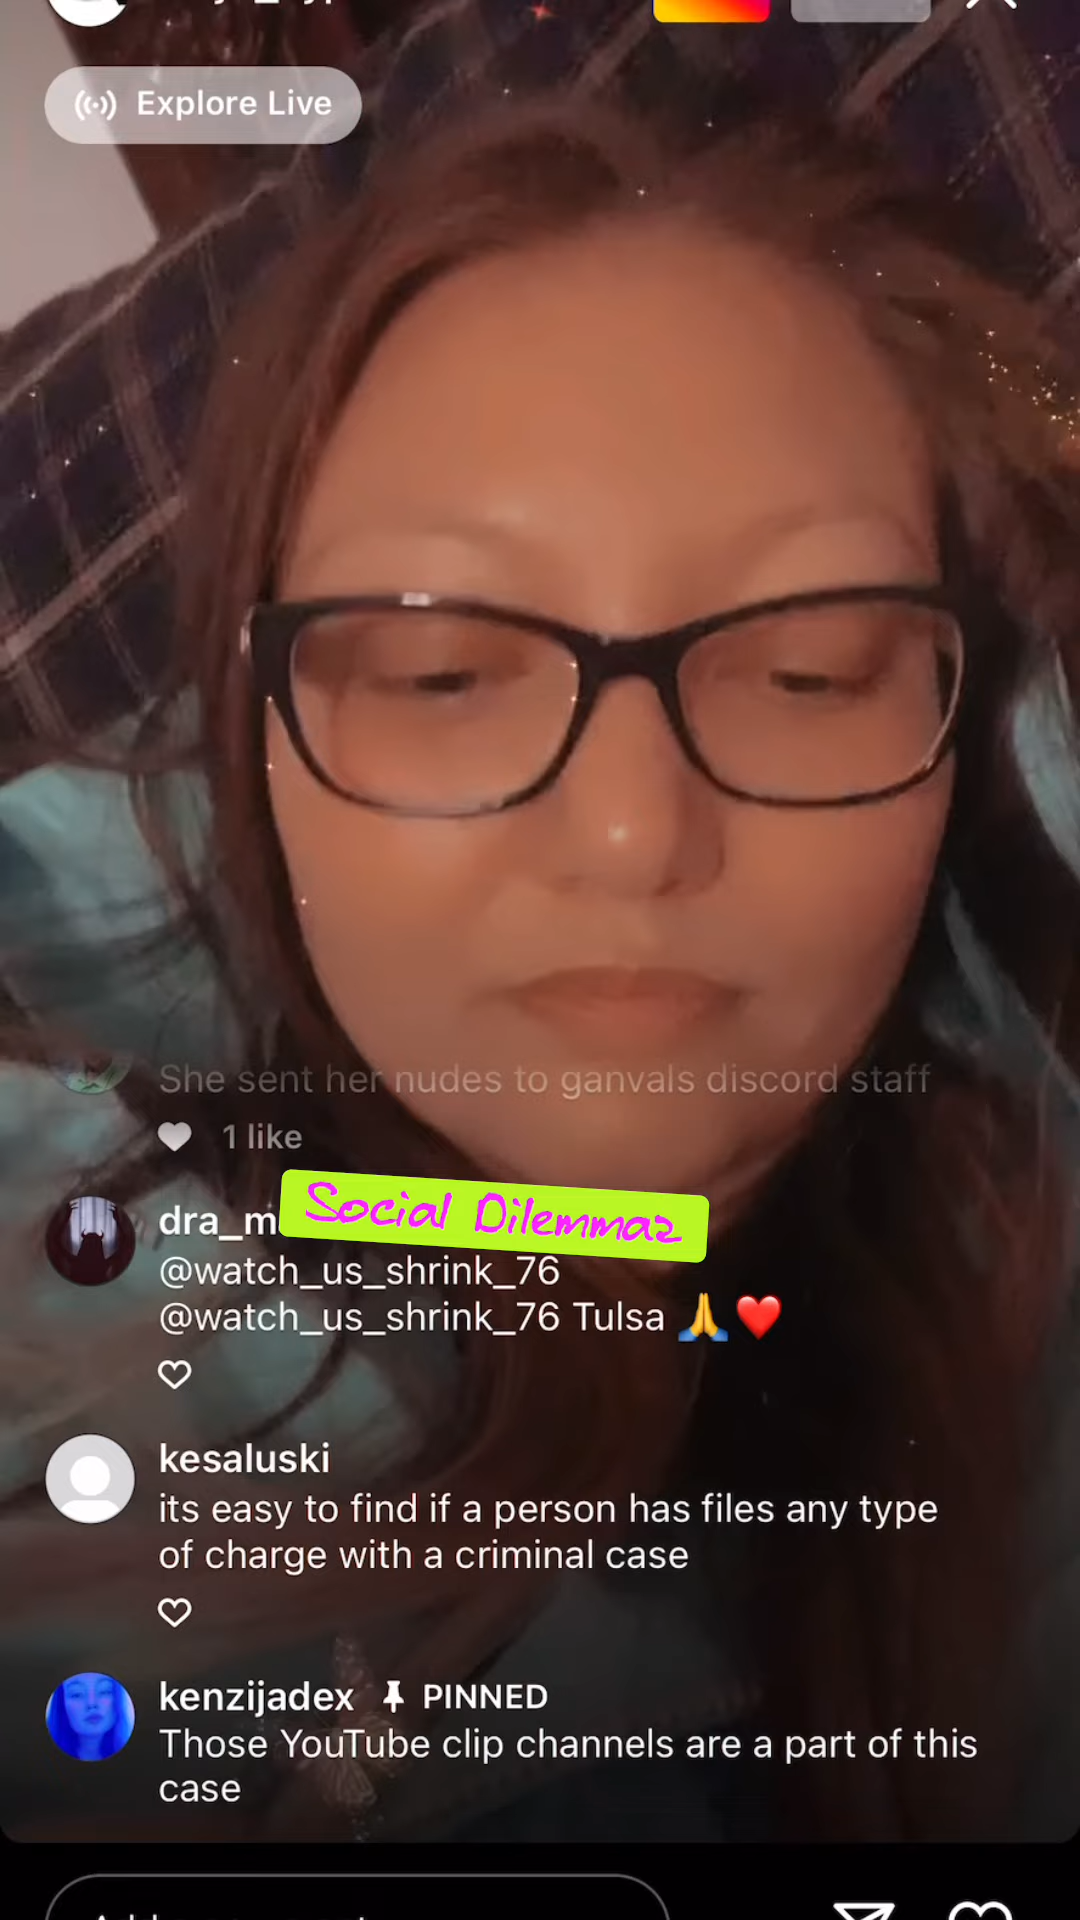 Explore Live
She sent her nudes to ganvals discord staff
1 like
dra_m
Social Dilemmaz
@watch_us_shrink_76
@watch_us_shrink_76 Tulsa 🙏❤️
kesaluski
its easy to find if a person has files any type
of charge with a criminal case
kenzijadex PINNED
Those YouTube clip channels are a part of this
case